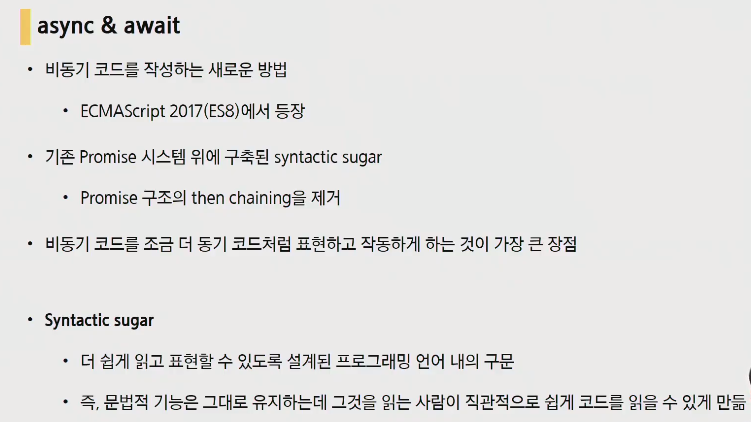 async & await
• 비동기 코드를 작성하는 새로운 방법
• ECMAScript 2017(ES8)에서 등장
• 기존 Promise 시스템 위에 구축된 syntactic sugar
• Promise 구조의 then chaining을 제거
• 비동기 코드를 조금 더 동기 코드처럼 표현하고 작동하게 하는 것이 가장 큰 장점
• Syntactic sugar
• 더 쉽게 읽고 표현할 수 있도록 설계된 프로그래밍 언어 내의 구문
• 즉, 문법적 기능은 그대로 유지하는데 그것을 읽는 사람이 직관적으로 쉽게 코드를 읽을 수 있게 만듦